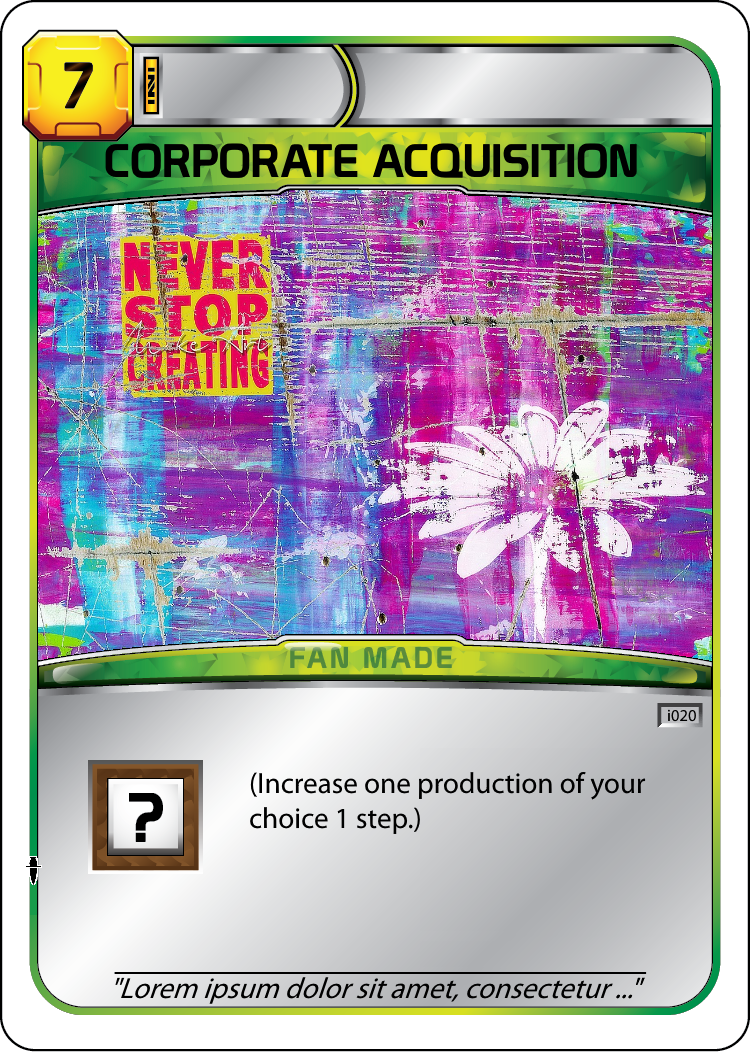 7
CORPORATE ACQUISITION
NEVER
STOP
CREATING
FAN MADE
i020
?
(Increase one production of your
choice 1 step.)
"Lorem ipsum dolor sit amet, consectetur ..."